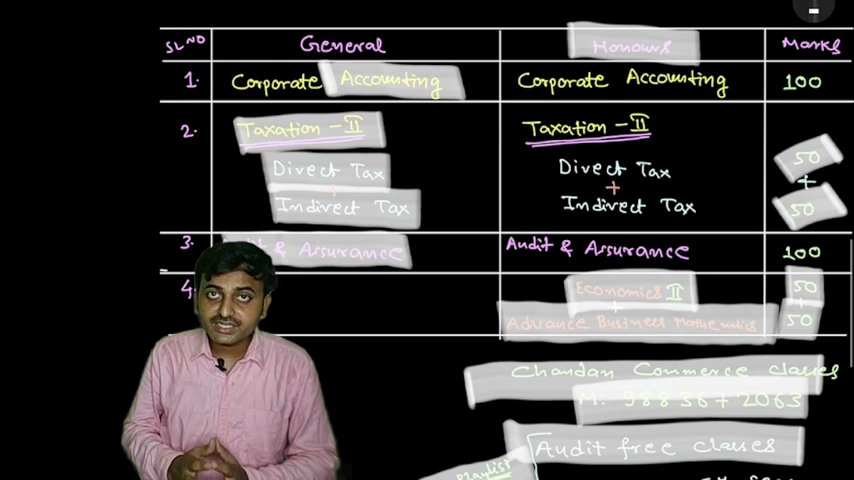 SL NO General Honours Marks
1. Corporate Accounting Corporate Accounting 100
2. Taxation - II Taxation - II
Direct Tax Direct Tax 50
+ + +
Indirect Tax Indirect Tax 50
3. & Assurance Audit & Assurance 100
4. Economics II 50
+ +
Advance Business Mathematics 50
Chandan Commerce classes
M: 9883672063
Audit free classes
Playlist